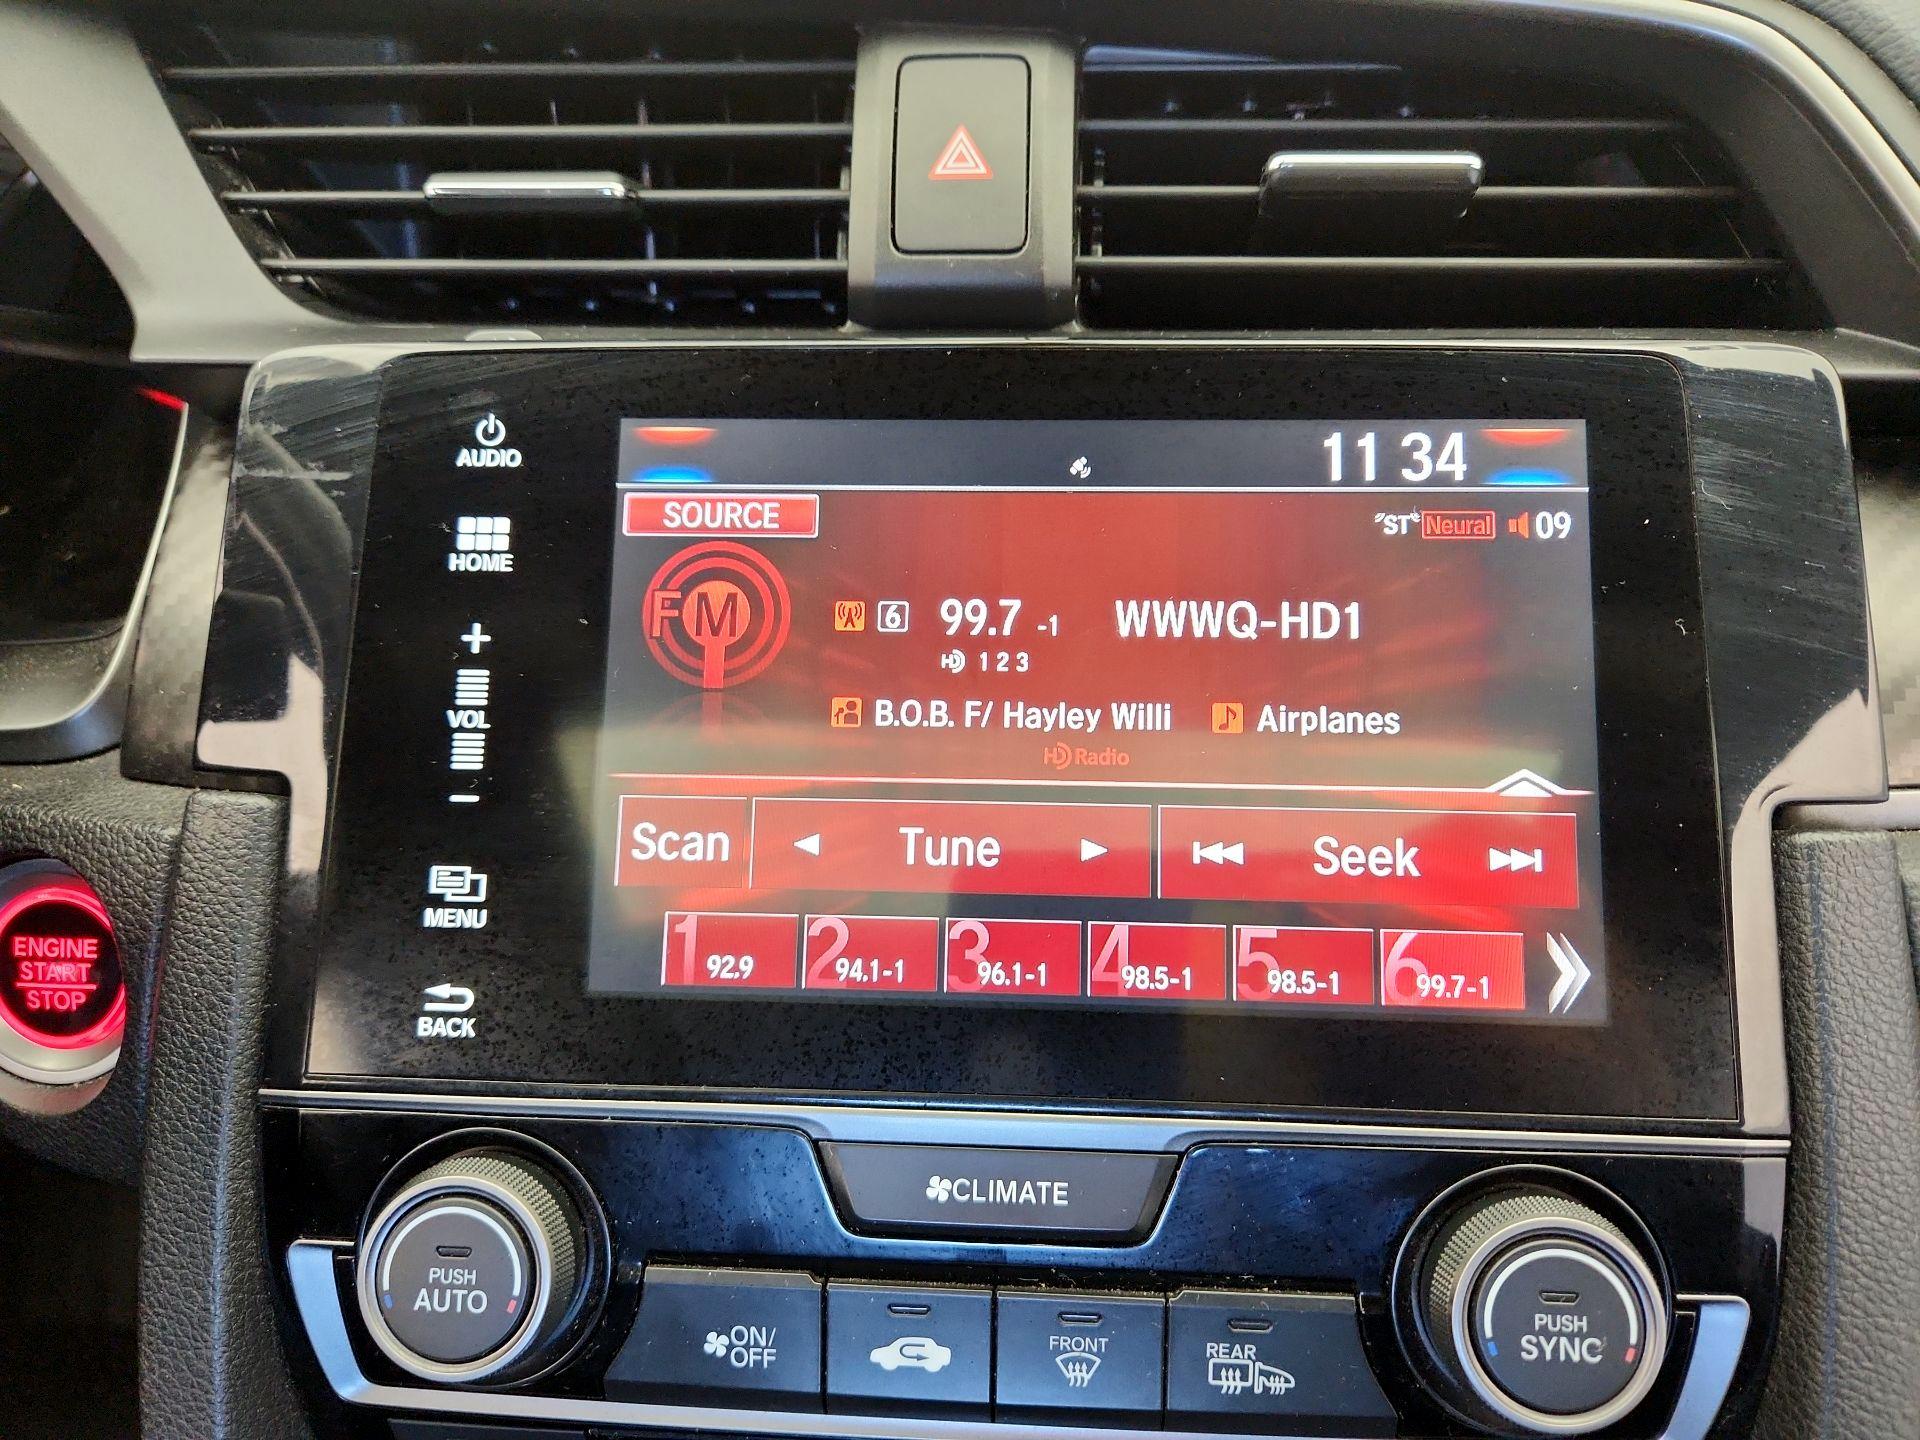 AUDIO
HOME
+
VOL
−
MENU
BACK
ENGINE
START
STOP
11 34
SOURCE
ST Neural 09
FM
6 99.7 -1 WWWQ-HD1
HD 1 2 3
B.O.B. F/ Hayley Willi Airplanes
HD Radio
Scan Tune Seek
1 92.9
2 94.1-1
3 96.1-1
4 98.5-1
5 98.5-1
6 99.7-1
CLIMATE
PUSH
AUTO
ON/
OFF
FRONT
REAR
PUSH
SYNC